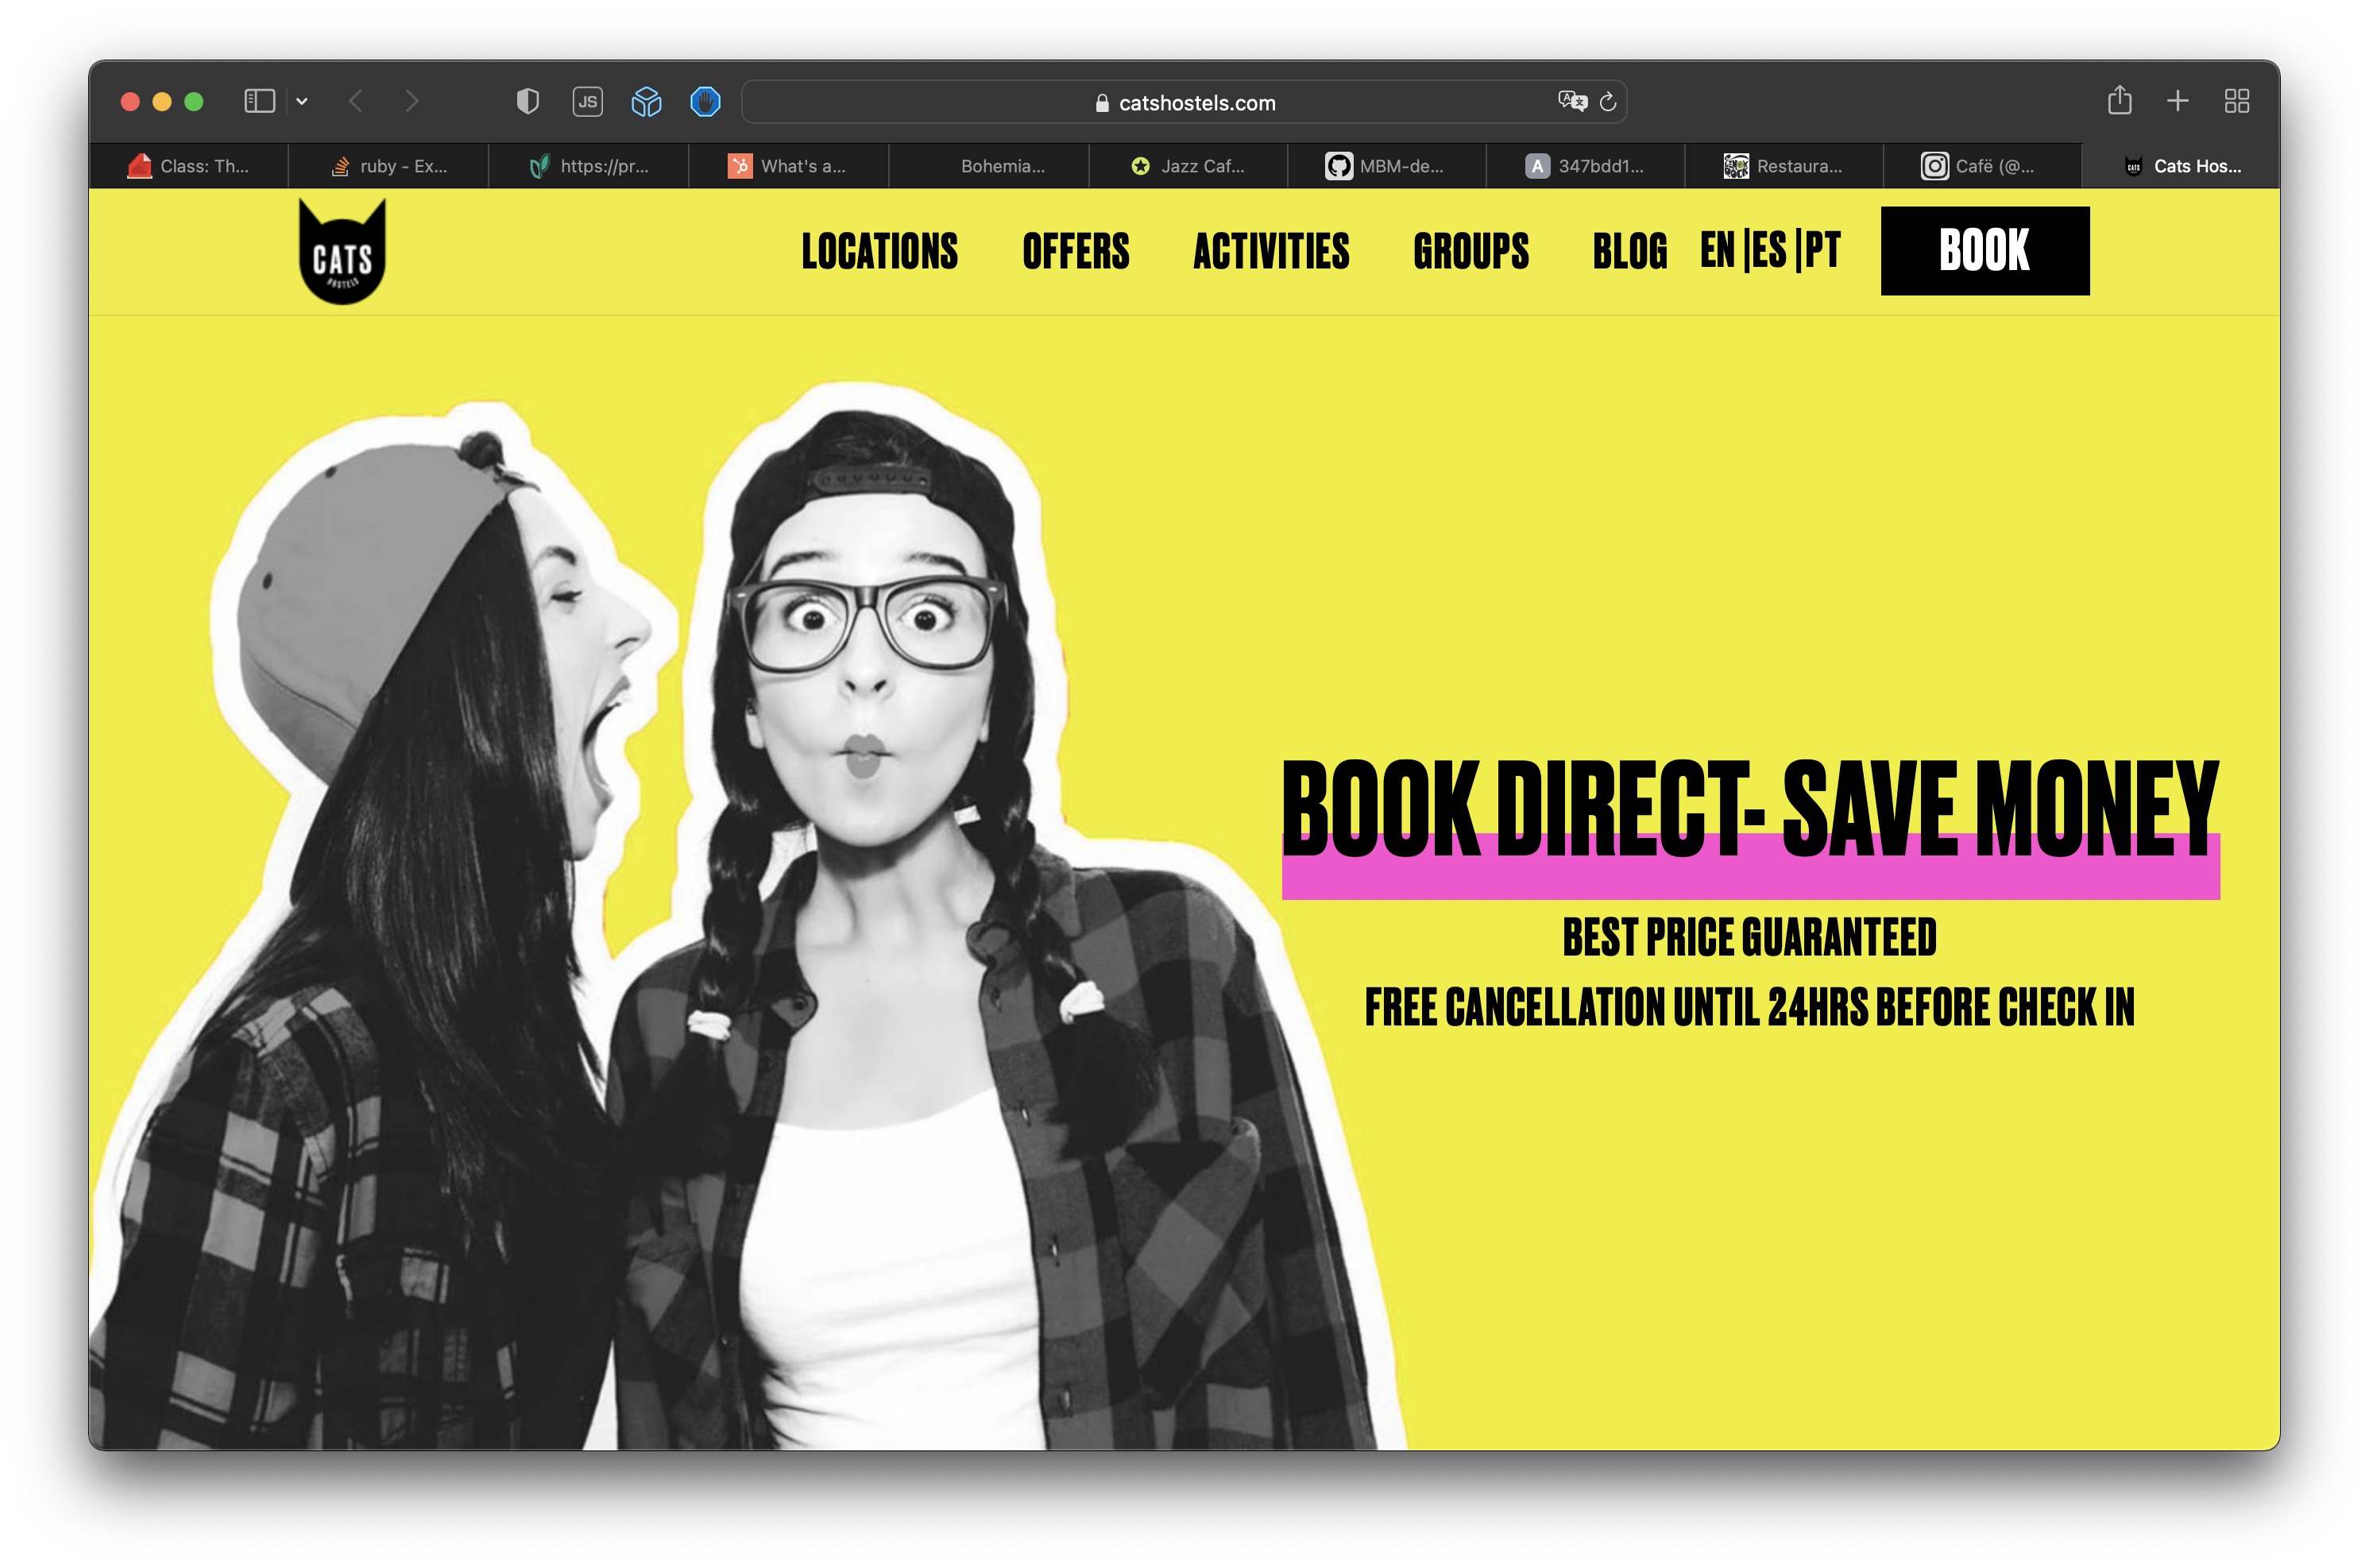 JS
catshostels.com
Class: Th...
ruby - Ex...
https://pr...
What's a...
Bohemia...
Jazz Caf...
MBM-de...
A
347bdd1...
Restaura...
Cafë (@...
Cats Hos...
CATS
HOSTELS
LOCATIONS
OFFERS
ACTIVITIES
GROUPS
BLOG
EN |ES |PT
BOOK
BOOK DIRECT- SAVE MONEY
BEST PRICE GUARANTEED
FREE CANCELLATION UNTIL 24HRS BEFORE CHECK IN